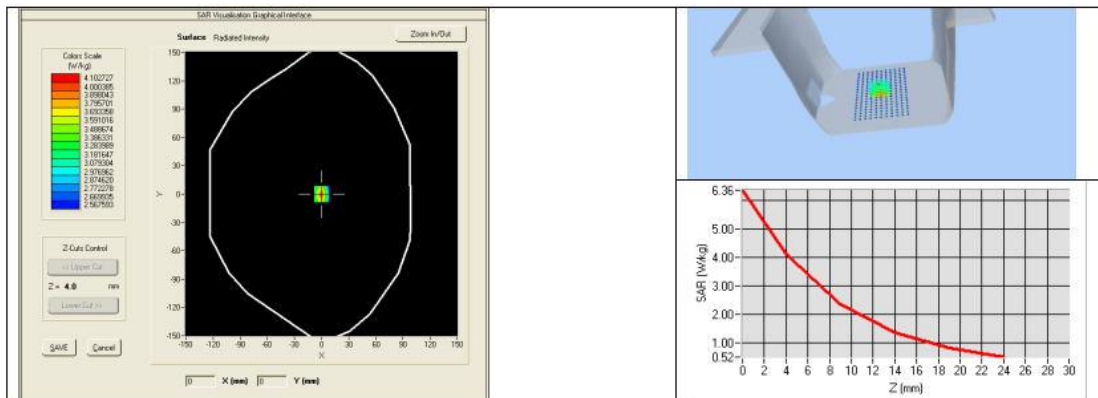 SAR Visualisation Graphical Interface
Surface Radiated Intensity
Zoom In/Out
Colors Scale
(W/kg)
4.102727
4.000385
3.898043
3.795701
3.693358
3.591016
3.488674
3.386331
3.283989
3.181647
3.079304
2.976962
2.874620
2.772278
2.669935
2.567593
Z-Cuts Control
<< Upper Cut
Z = 4.0 mm
Lower Cut >>
SAVE Cancel
150
120
90
60
30
0
-30
-60
-90
-120
-150
Y
-150 -120 -90 -60 -30 0 30 60 90 120 150
X
0 X (mm) 0 Y (mm)
6.36
5.00
4.00
3.00
2.00
1.00
0.52
SAR (W/kg)
0 2 4 6 8 10 12 14 16 18 20 22 24 26 28 30
Z (mm)